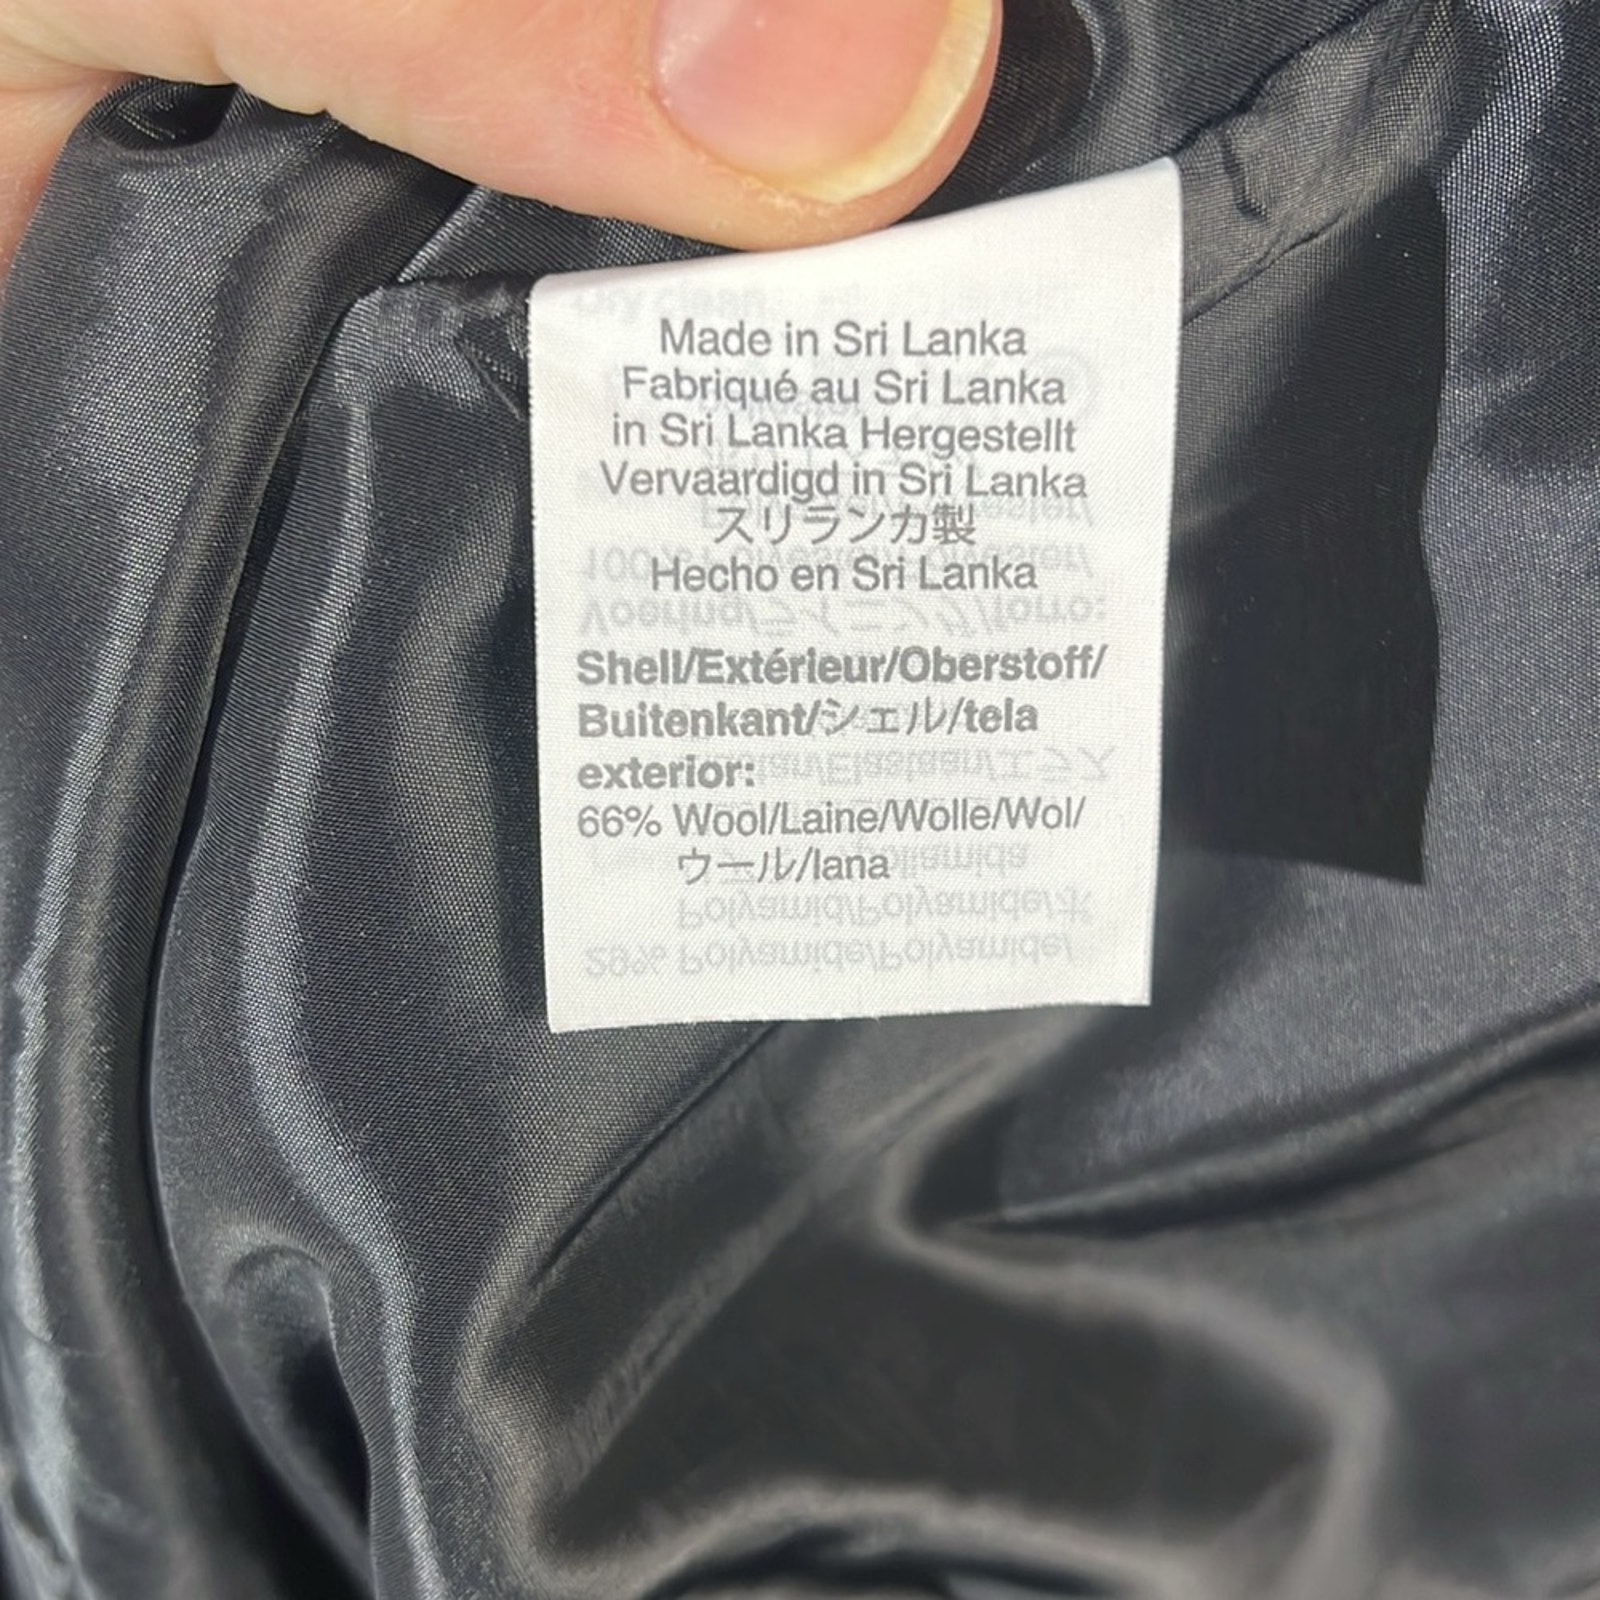 Made in Sri Lanka
Fabriqué au Sri Lanka
in Sri Lanka Hergestellt
Vervaardigd in Sri Lanka
スリランカ製
Hecho en Sri Lanka
Shell/Extérieur/Oberstoff/
Buitenkant/シェル/tela
exterior:
66% Wool/Laine/Wolle/Wol/
ウール/lana